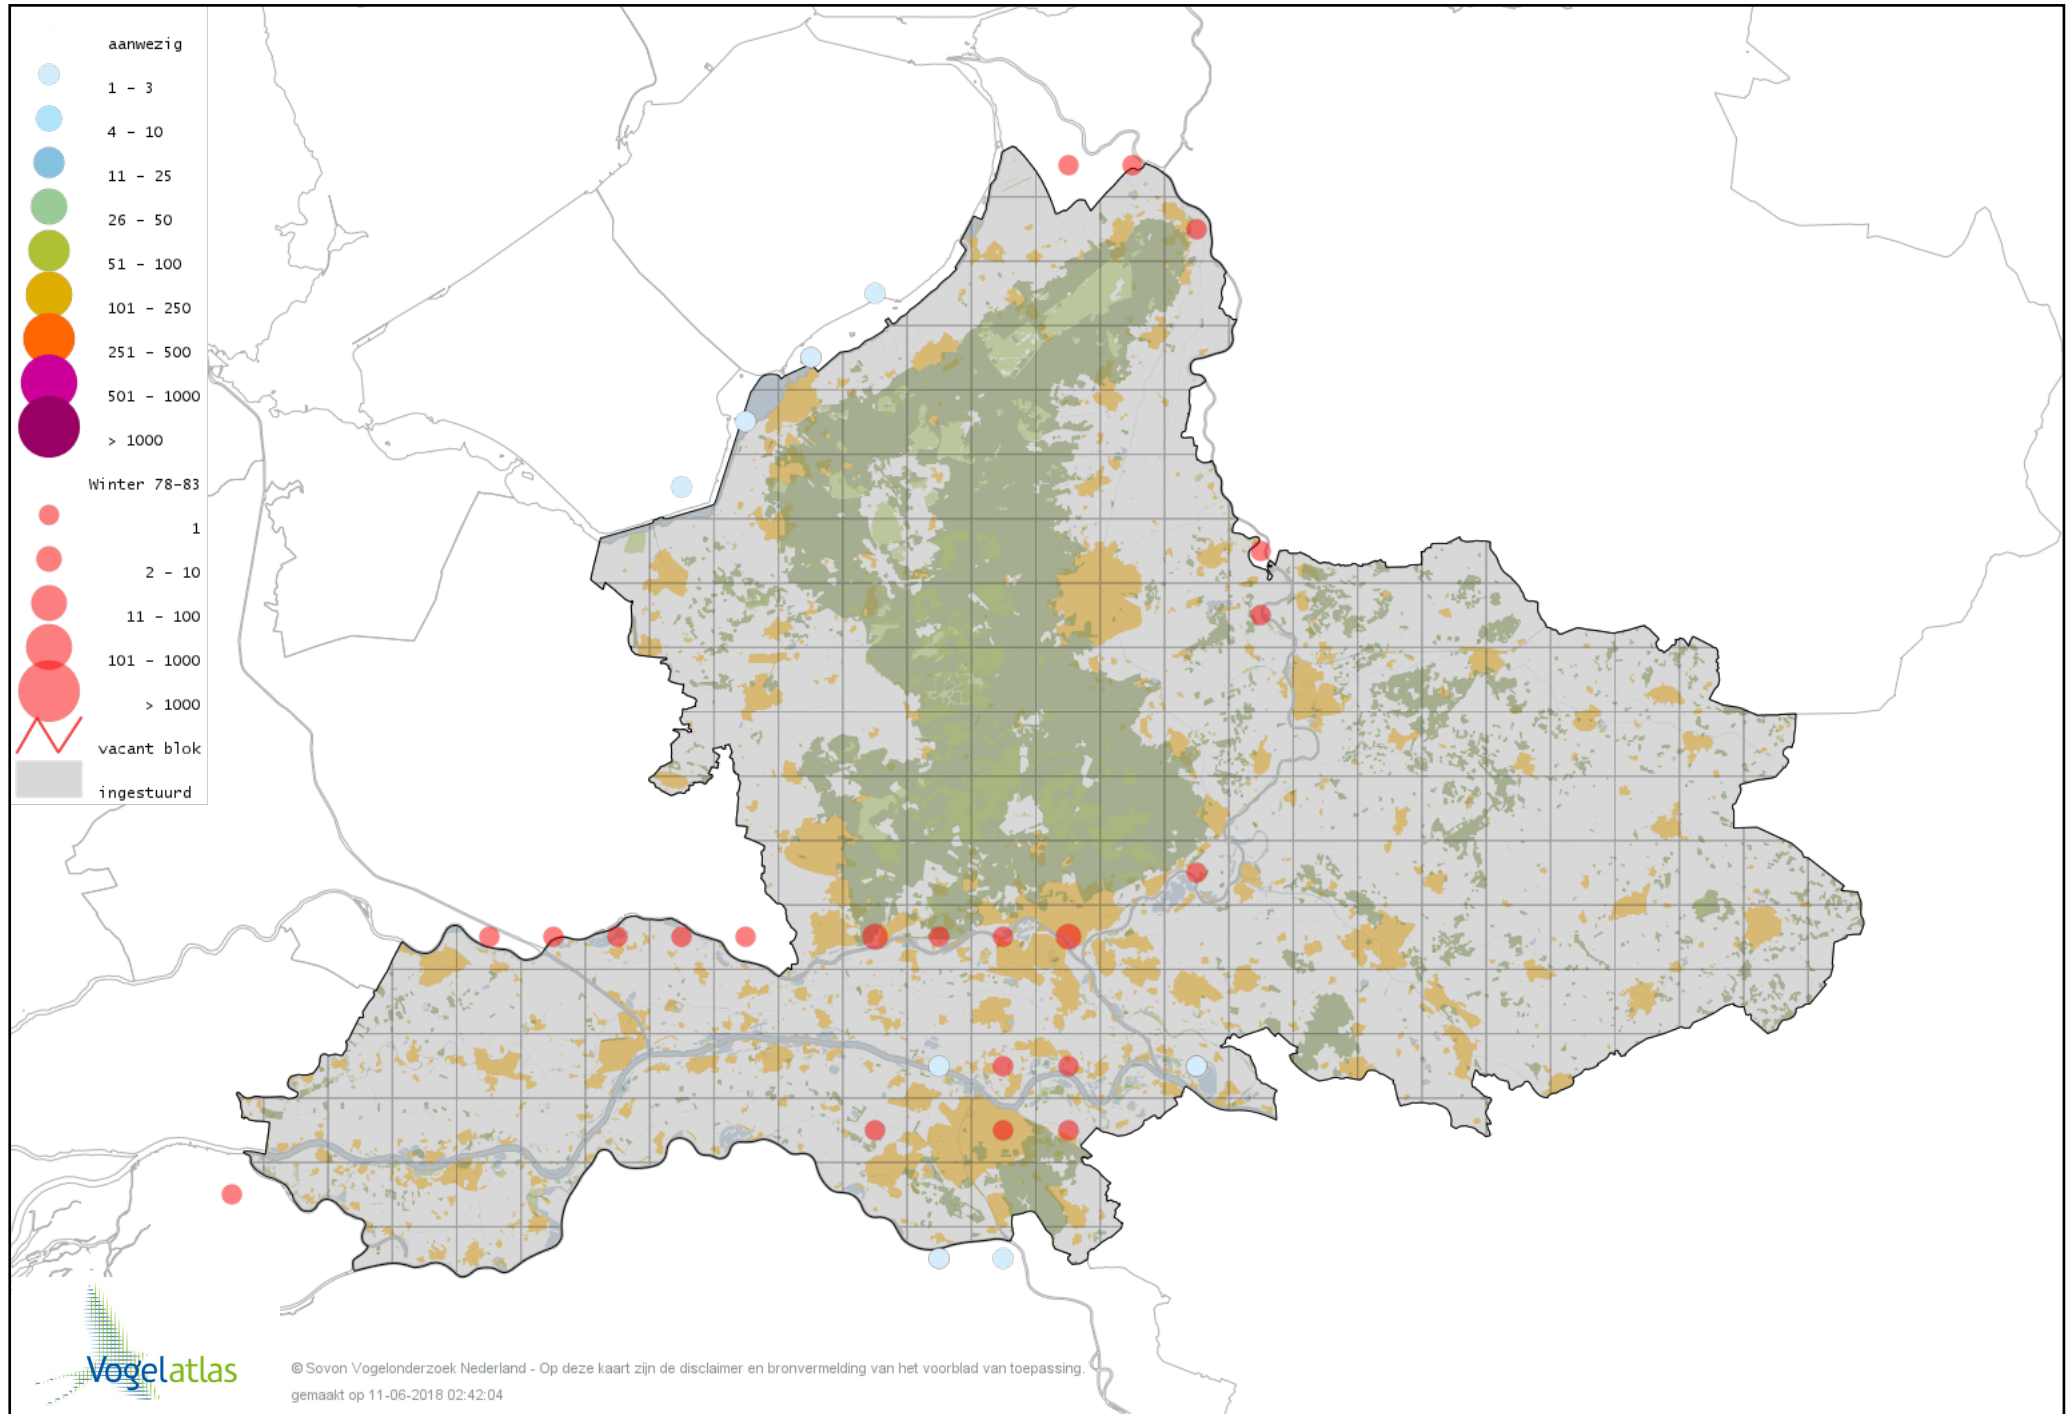 aanwezig
1 - 3
4 - 10
11 - 25
26 - 50
51 - 100
101 - 250
251 - 500
501 - 1000
> 1000
Winter 78-83
1
2 - 10
11 - 100
101 - 1000
> 1000
vacant blok
ingestuurd
Vogelatlas
© Sovon Vogelonderzoek Nederland - Op deze kaart zijn de disclaimer en bronvermelding van het voorblad van toepassing.
gemaakt op 11-06-2018 02:42:04